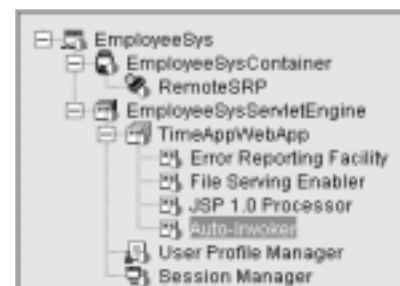 EmployeeSys
EmployeeSysContainer
RemoteSRP
EmployeeSysServletEngine
TimeAppWebApp
Error Reporting Facility
File Serving Enabler
JSP 1.0 Processor
Auto-Invoker
User Profile Manager
Session Manager